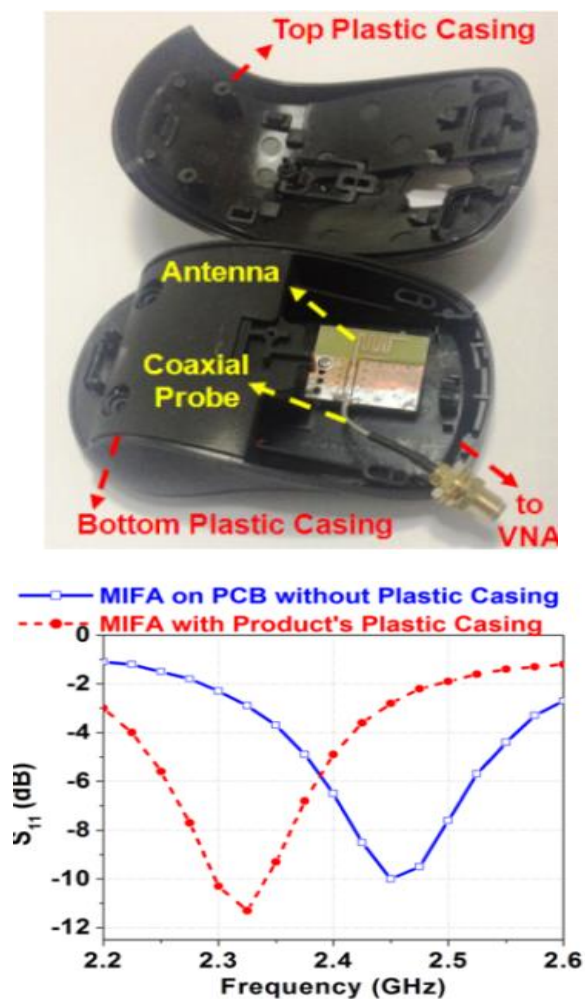 Top Plastic Casing
Antenna
Coaxial
Probe
Bottom Plastic Casing
to
VNA
MIFA on PCB without Plastic Casing
MIFA with Product's Plastic Casing
0
-2
-4
-6
-8
-10
-12
S11 (dB)
2.2 2.3 2.4 2.5 2.6
Frequency (GHz)